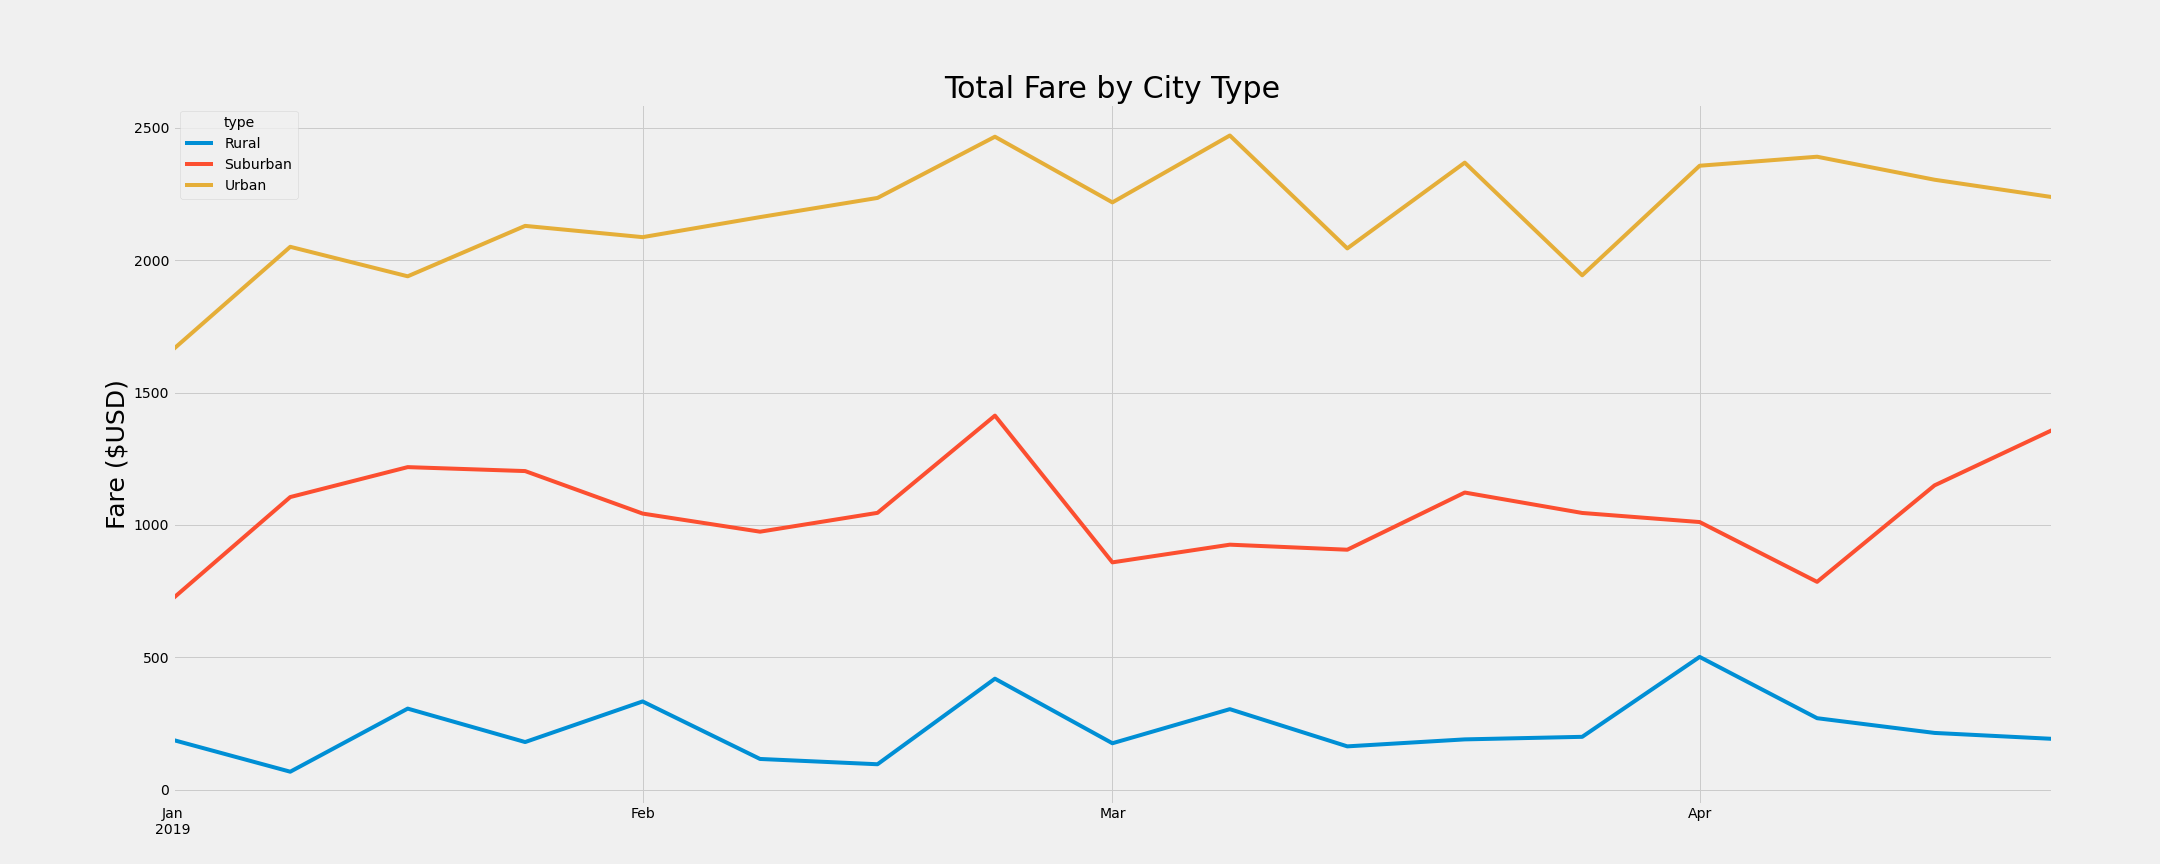 Total Fare by City Type
type
Rural
Suburban
Urban
Fare ($USD)
2500
2000
1500
1000
500
0
Jan
2019
Feb
Mar
Apr